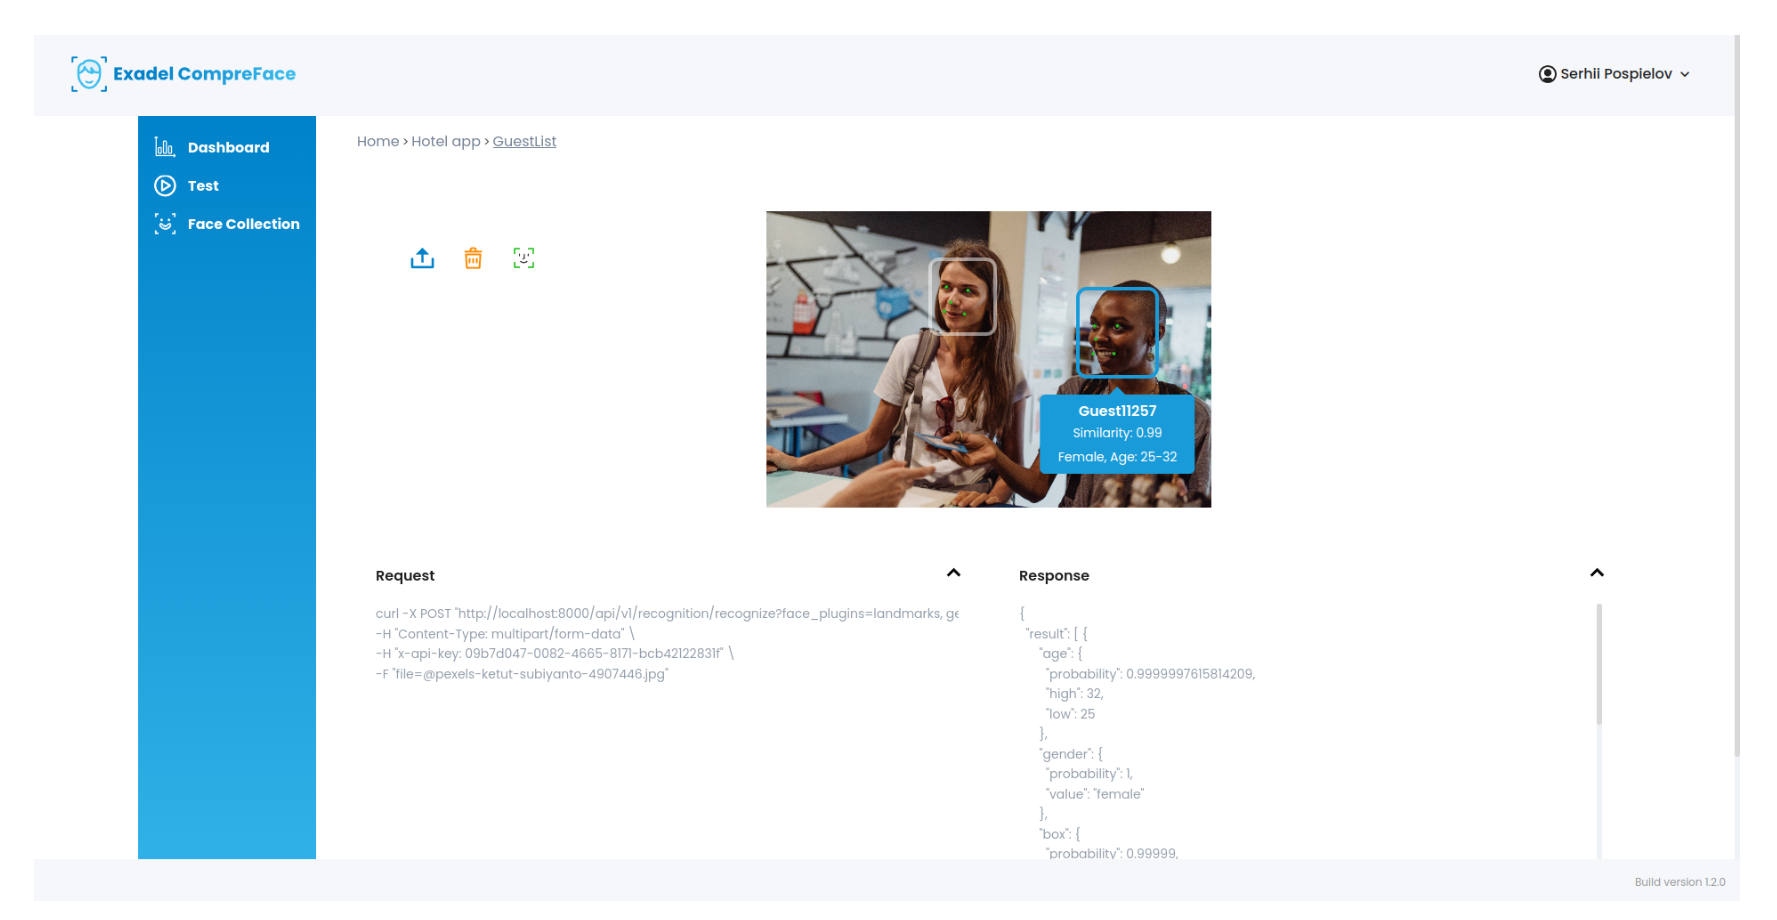 Exadel CompreFace
Serhii Pospielov
Dashboard
Test
Face Collection
Home > Hotel app > GuestList
Guest11257
Similarity: 0.99
Female, Age: 25-32
Request
curl -X POST "http://localhost:8000/api/v1/recognition/recognize?face_plugins=landmarks, ge
-H "Content-Type: multipart/form-data" \
-H "x-api-key: 09b7d047-0082-4665-8171-bcb42122831f" \
-F "file=@pexels-ketut-subiyanto-4907446.jpg"
Response
{
"result": [ {
"age": {
"probability": 0.9999997615814209,
"high": 32,
"low": 25
},
"gender": {
"probability": 1,
"value": "female"
},
"box": {
"probability": 0.99999,
Build version 1.2.0